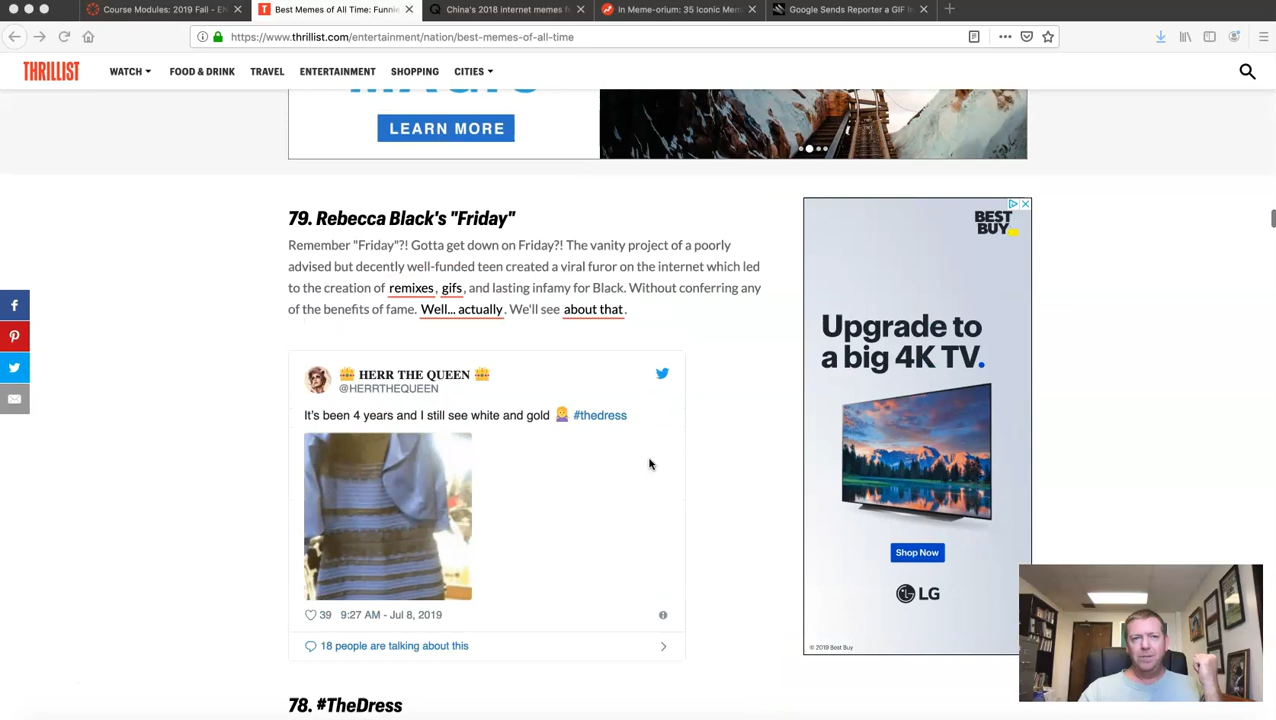 Course Modules: 2019 Fall - EN
Best Memes of All Time: Funnie
China's 2018 internet memes f
In Meme-orium: 35 Iconic Mem
Google Sends Reporter a GIF I
https://www.thrillist.com/entertainment/nation/best-memes-of-all-time
THRILLIST
WATCH
FOOD & DRINK
TRAVEL
ENTERTAINMENT
SHOPPING
CITIES
LEARN MORE
79. Rebecca Black's "Friday"
Remember "Friday"?! Gotta get down on Friday?! The vanity project of a poorly
advised but decently well-funded teen created a viral furor on the internet which led
to the creation of remixes, gifs, and lasting infamy for Black. Without conferring any
of the benefits of fame. Well... actually. We'll see about that.
HERR THE QUEEN
@HERRTHEQUEEN
It's been 4 years and I still see white and gold #thedress
39 9:27 AM - Jul 8, 2019
18 people are talking about this
78. #TheDress
BEST
BUY
Upgrade to
a big 4K TV.
Shop Now
LG
© 2019 Best Buy